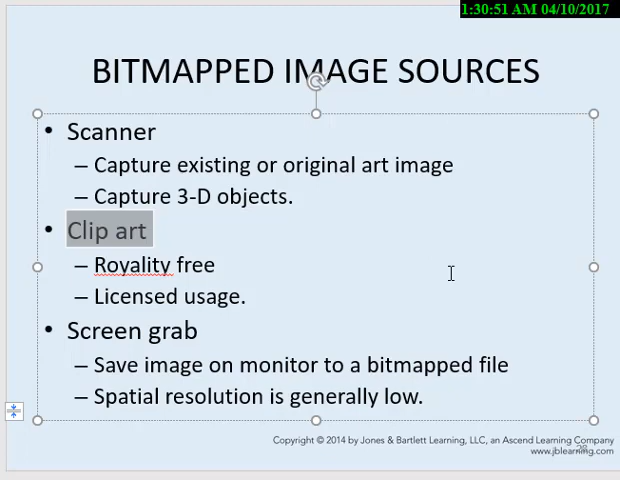 1:30:51 AM 04/10/2017
BITMAPPED IMAGE SOURCES
• Scanner
– Capture existing or original art image
– Capture 3-D objects.
• Clip art
– Royality free
– Licensed usage.
• Screen grab
– Save image on monitor to a bitmapped file
– Spatial resolution is generally low.
Copyright © 2014 by Jones & Bartlett Learning, LLC, an Ascend Learning Company
www.jblearning.com